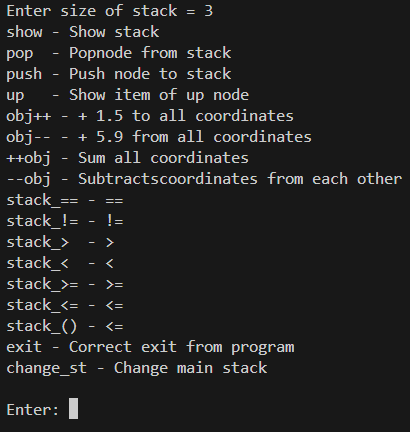 Enter size of stack = 3
show - Show stack
pop  - Popnode from stack
push - Push node to stack
up   - Show item of up node
obj++ - + 1.5 to all coordinates
obj-- - + 5.9 from all coordinates
++obj - Sum all coordinates
--obj - Subtractscoordinates from each other
stack_== - ==
stack_!= - !=
stack_>  - >
stack_<  - <
stack_>= - >=
stack_<= - <=
stack_() - <=
exit - Correct exit from program
change_st - Change main stack
Enter: